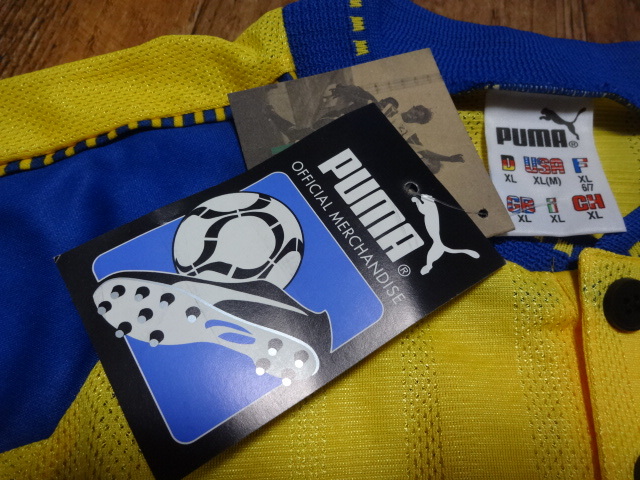 PUMA®
OFFICIAL MERCHANDISE
PUMA®
D USA F
XL XL(M) XL
6/7
GB I CH
XL XL XL